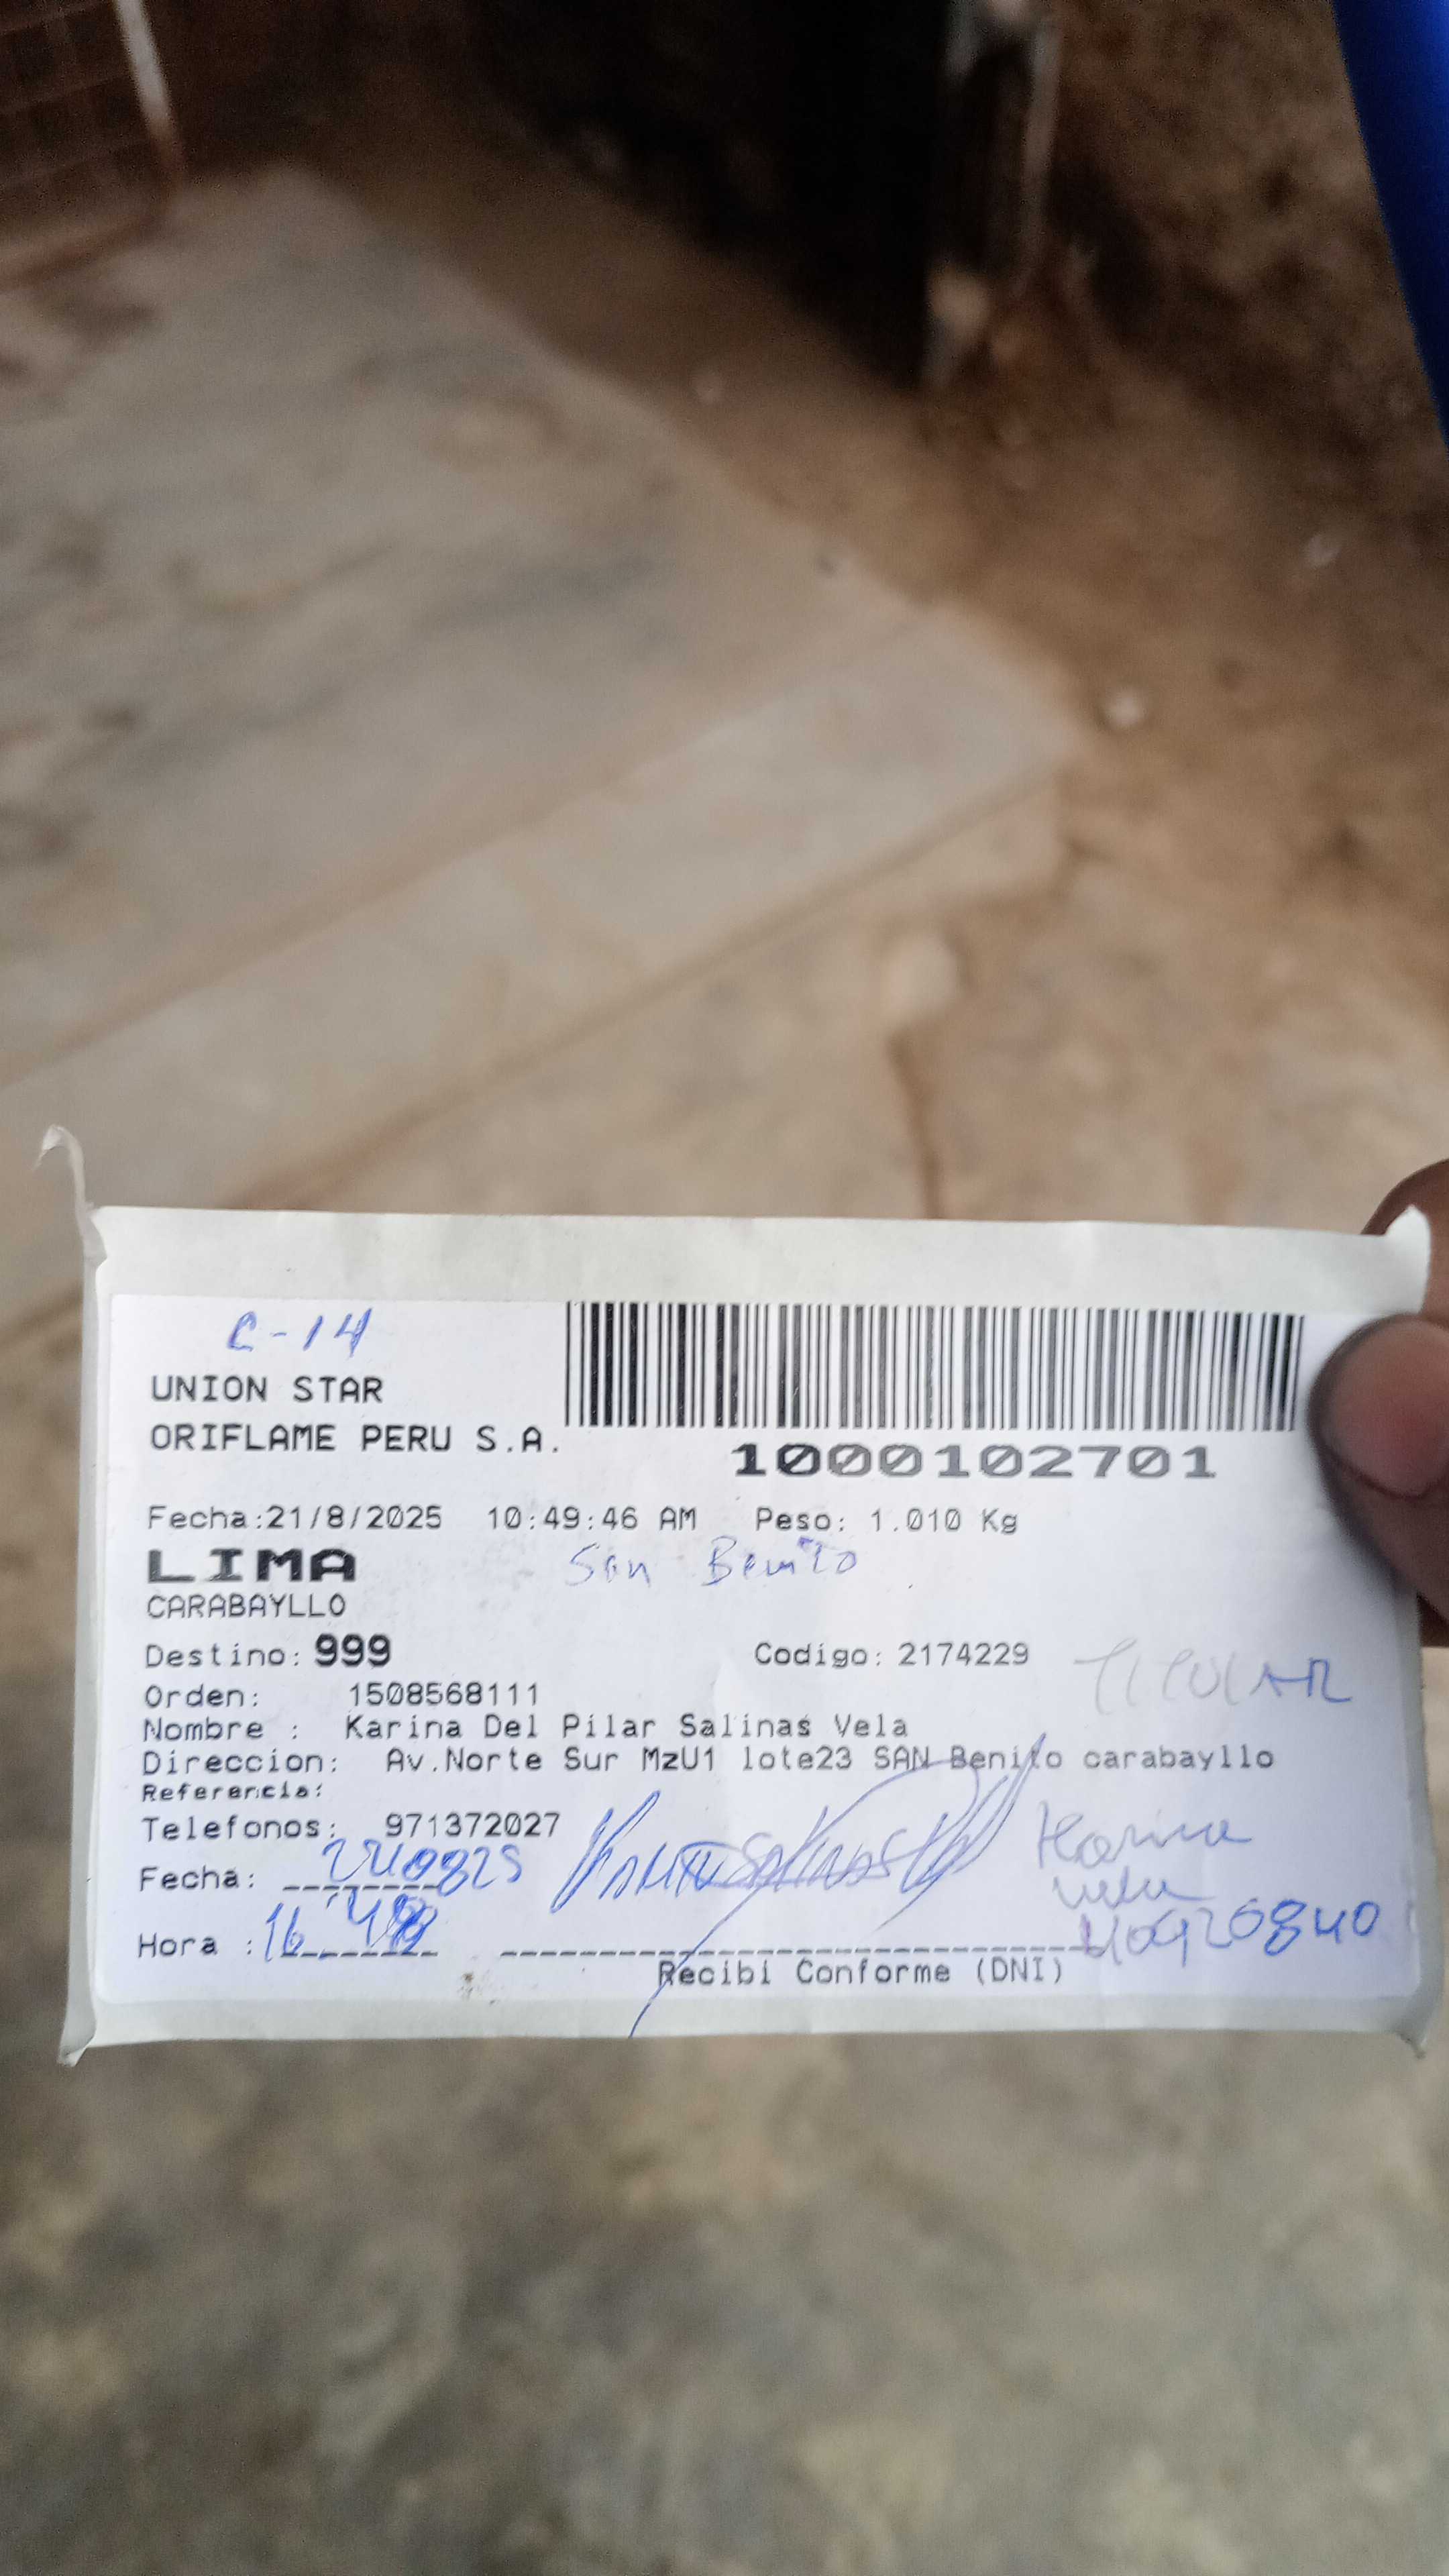 C-14
UNION STAR
ORIFLAME PERU S.A.
1000102701
Fecha:21/8/2025 10:49:46 AM Peso: 1.010 Kg
LIMA San Benito
CARABAYLLO
Destino: 999 Codigo: 2174229 TITULAR
Orden: 1508568111
Nombre : Karina Del Pilar Salinas Vela
Direccion: Av.Norte Sur MzU1 lote23 SAN Benito carabayllo
Referencia:
Telefonos: 971372027
Karina
Fecha:
Vela
Hora : 16
40920840
Recibi Conforme (DNI)